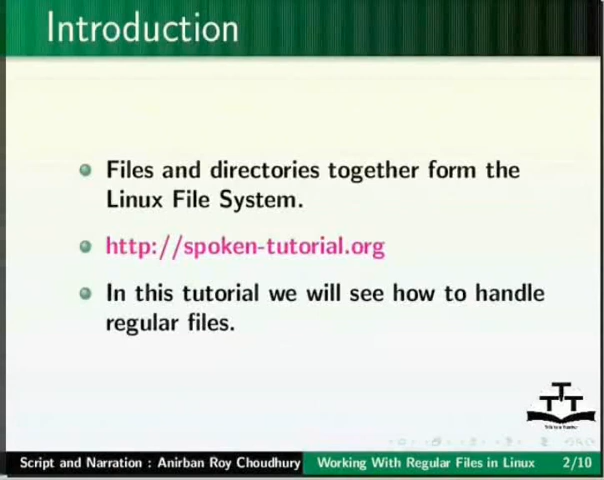 Introduction
Files and directories together form the
Linux File System.
http://spoken-tutorial.org
In this tutorial we will see how to handle
regular files.
TTT
Script and Narration : Anirban Roy Choudhury Working With Regular Files in Linux 2/10